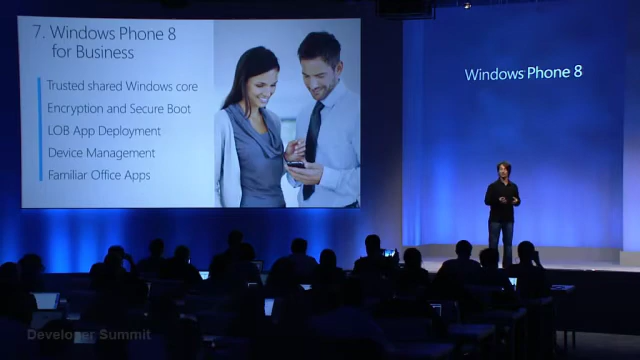 7. Windows Phone 8
for Business
Trusted shared Windows core
Encryption and Secure Boot
LOB App Deployment
Device Management
Familiar Office Apps
Windows Phone 8
Developer Summit